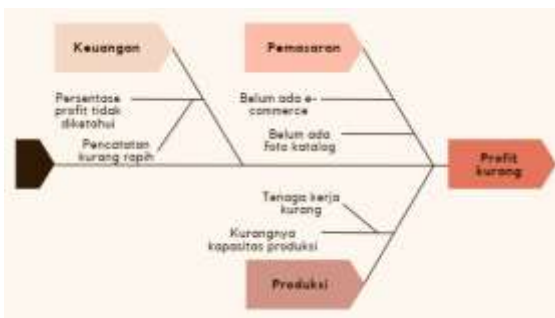 Keuangan
Pemasaran
Persentase
profit tidak
diketahui
Pencatatan
kurang rapih
Belum ada e-
commerce
Belum ada
foto katalog
Profit
kurang
Tenaga kerja
kurang
Kurangnya
kapasitas produksi
Produksi